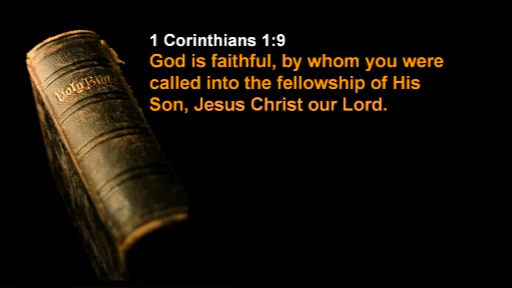 1 Corinthians 1:9
God is faithful, by whom you were
called into the fellowship of His
Son, Jesus Christ our Lord.
Holy Bible